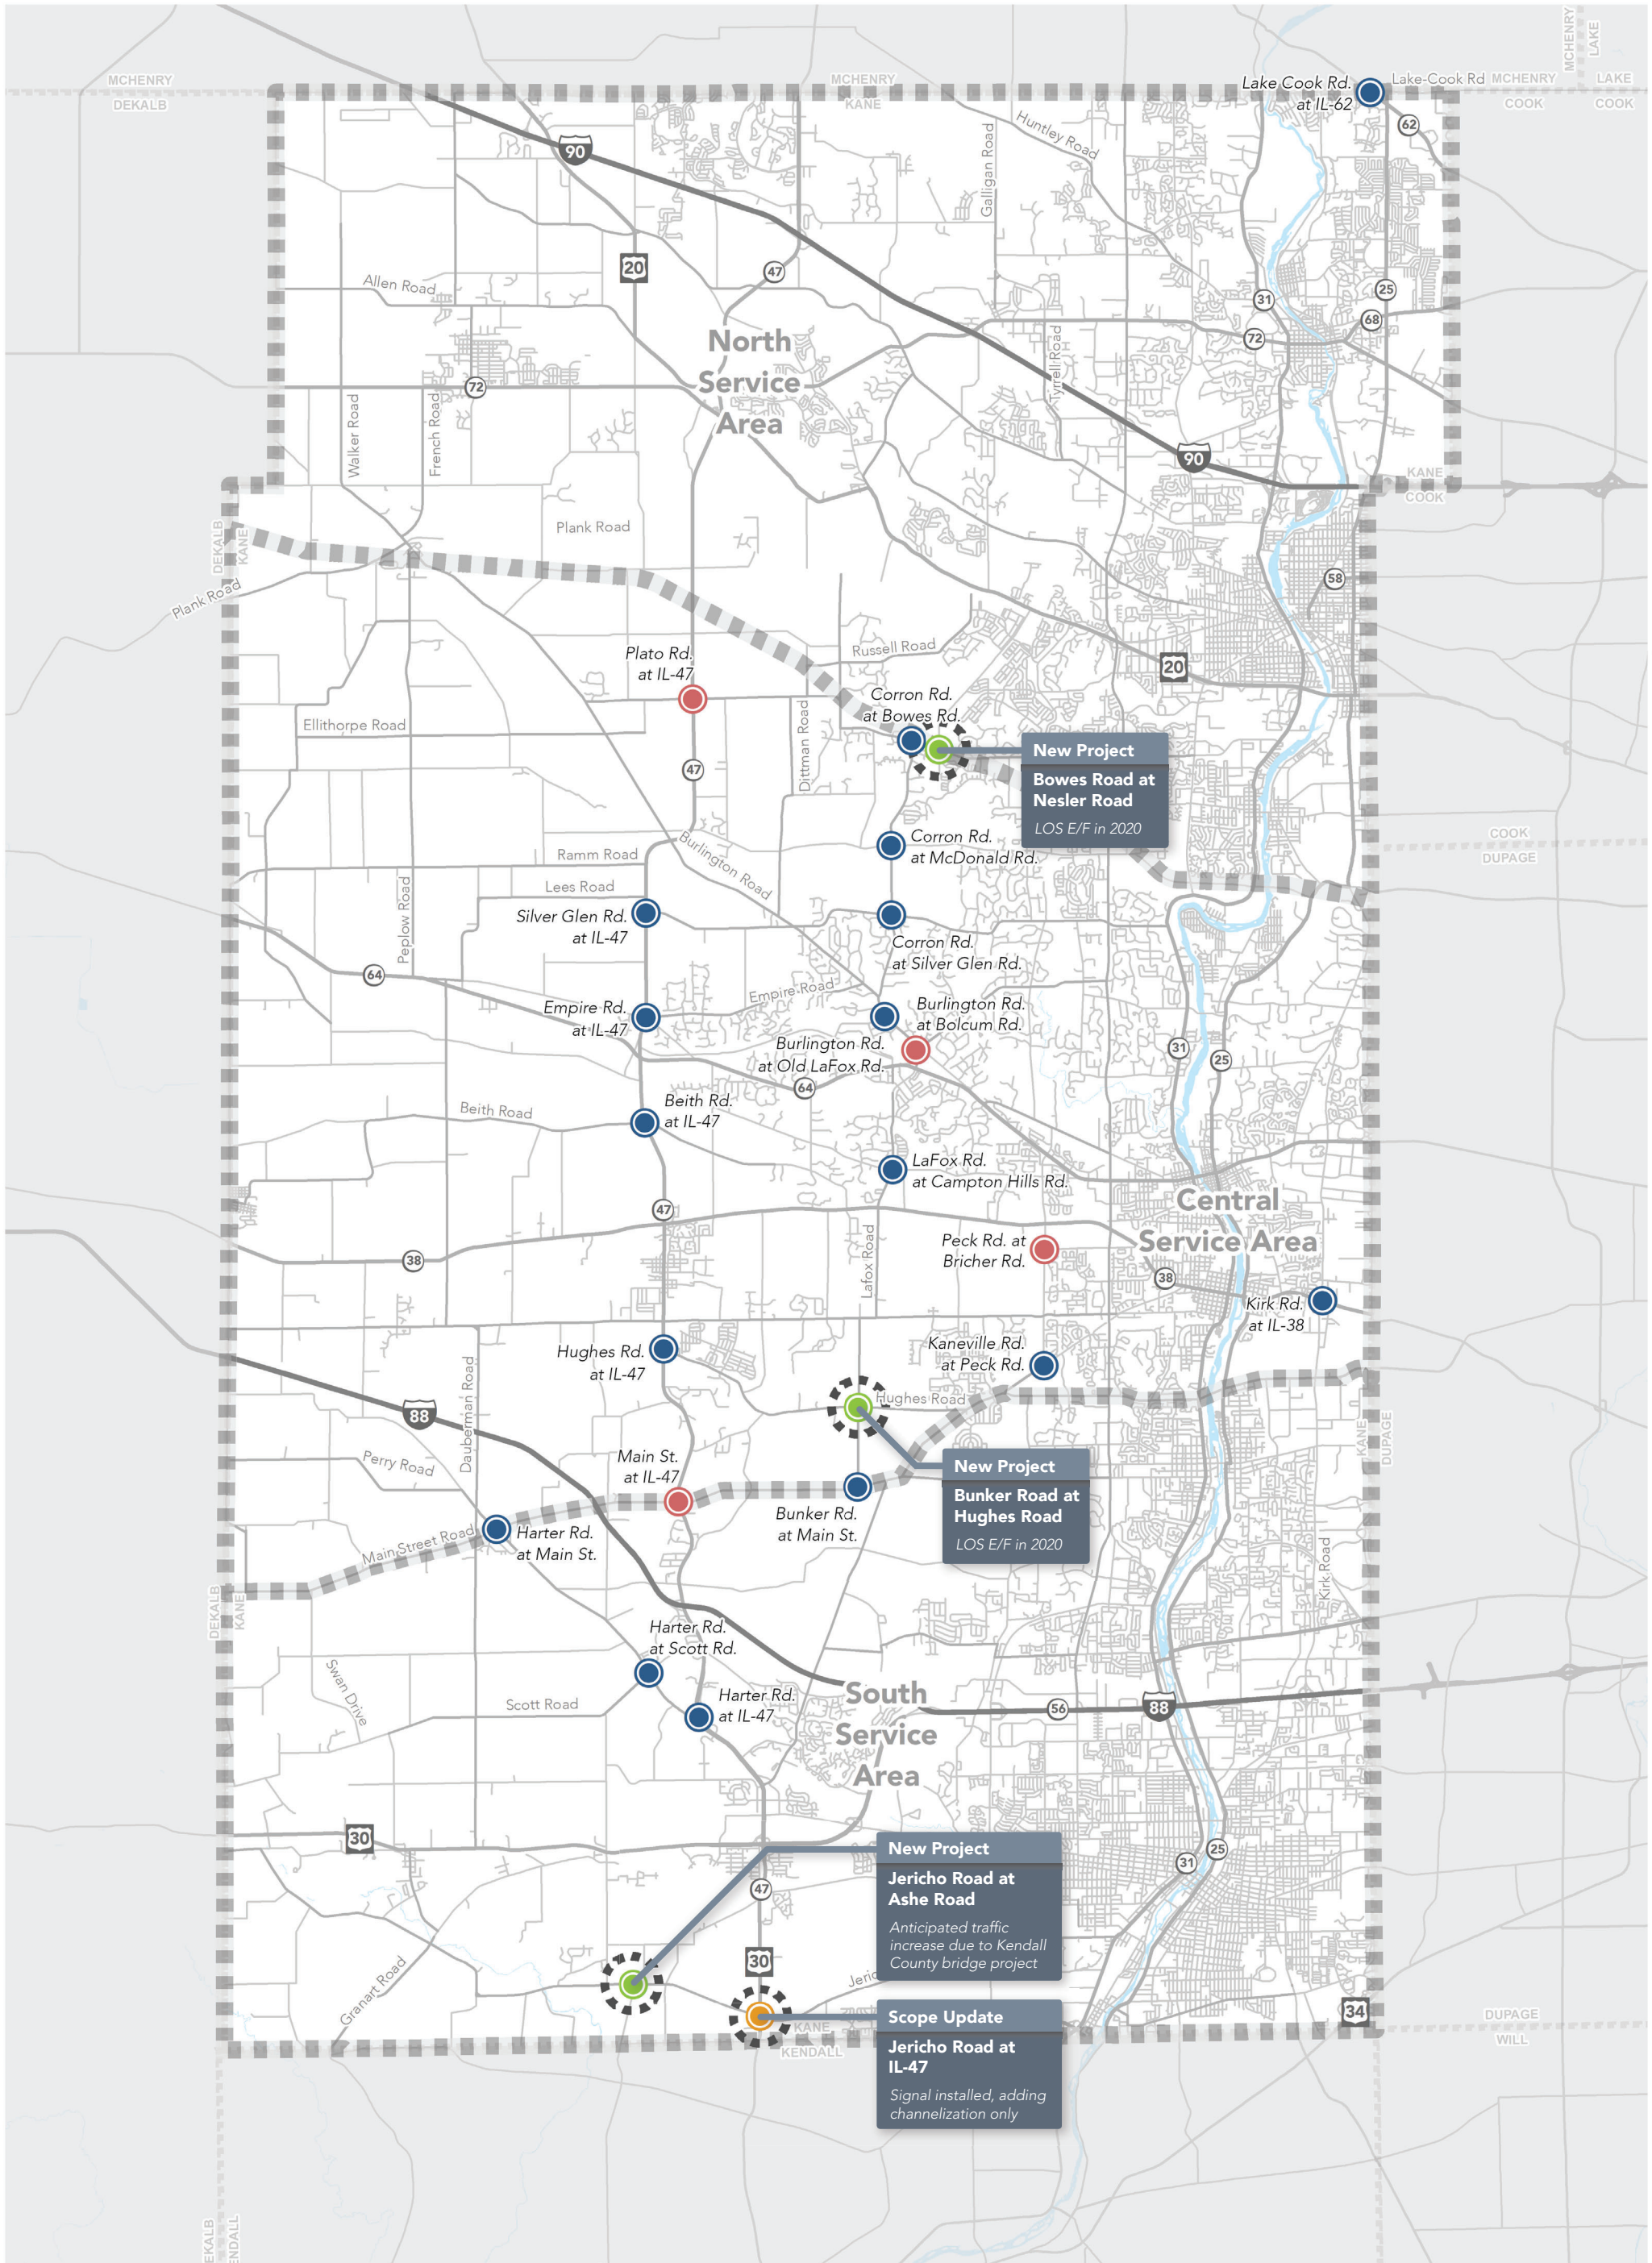 MCHENRY
DEKALB
MCHENRY
KANE
MCHENRY
LAKE
Lake Cook Rd.
at IL-62
Lake-Cook Rd
MCHENRY
COOK
LAKE
COOK
62
90
Huntley Road
Galligan Road
20
47
Allen Road
31
25
68
72
North
Service
Area
Tyrrell Road
72
Walker Road
French Road
90
KANE
COOK
DEKALB
KANE
Plank Road
Plank Road
58
Plato Rd.
at IL-47
Russell Road
20
Corron Rd.
at Bowes Rd.
Ellithorpe Road
Dittman Road
47
New Project
Bowes Road at
Nesler Road
LOS E/F in 2020
Corron Rd.
at McDonald Rd.
COOK
DUPAGE
Ramm Road
Burlington Road
Lees Road
Peplow Road
Silver Glen Rd.
at IL-47
Corron Rd.
at Silver Glen Rd.
64
Empire Road
Empire Rd.
at IL-47
Burlington Rd.
at Bolcum Rd.
Burlington Rd.
at Old LaFox Rd.
31
25
64
Beith Road
Beith Rd.
at IL-47
LaFox Rd.
at Campton Hills Rd.
47
Central
Service Area
38
Lafox Road
Peck Rd. at
Bricher Rd.
38
Kirk Rd.
at IL-38
Hughes Rd.
at IL-47
Kaneville Rd.
at Peck Rd.
Dauberman Road
Hughes Road
88
KANE
DUPAGE
Perry Road
Main St.
at IL-47
New Project
Bunker Road at
Hughes Road
LOS E/F in 2020
Bunker Rd.
at Main St.
Main Street Road
Harter Rd.
at Main St.
Kirk Road
DEKALB
KANE
Harter Rd.
at Scott Rd.
Swan Drive
Scott Road
Harter Rd.
at IL-47
South
Service
Area
56
88
30
New Project
Jericho Road at
Ashe Road
Anticipated traffic
increase due to Kendall
County bridge project
31
25
47
30
Jeric
Granart Road
34
Scope Update
Jericho Road at
IL-47
Signal installed, adding
channelization only
KANE
KENDALL
DUPAGE
WILL
EKALB
ENDALL